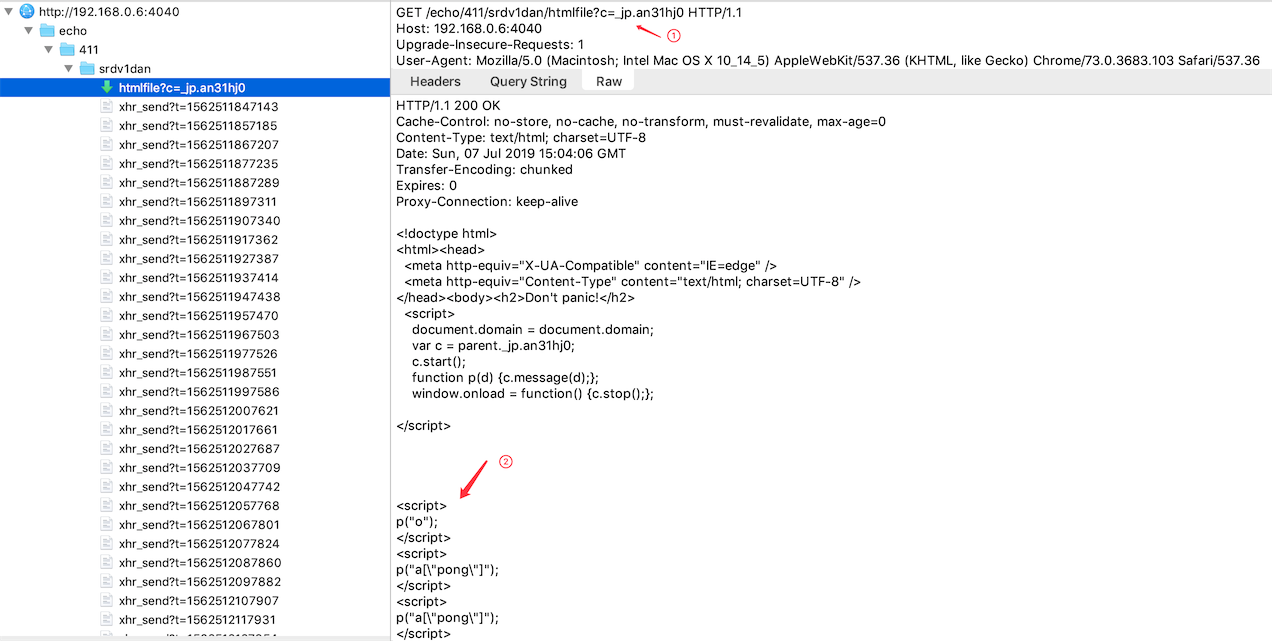 http://192.168.0.6:4040
echo
411
srdv1dan
htmlfile?c=_jp.an31hj0
xhr_send?t=1562511847143
xhr_send?t=1562511857185
xhr_send?t=1562511867207
xhr_send?t=1562511877235
xhr_send?t=1562511887289
xhr_send?t=1562511897311
xhr_send?t=1562511907340
xhr_send?t=1562511917362
xhr_send?t=1562511927387
xhr_send?t=1562511937414
xhr_send?t=1562511947438
xhr_send?t=1562511957470
xhr_send?t=1562511967503
xhr_send?t=1562511977526
xhr_send?t=1562511987551
xhr_send?t=1562511997586
xhr_send?t=1562512007621
xhr_send?t=1562512017661
xhr_send?t=1562512027687
xhr_send?t=1562512037709
xhr_send?t=1562512047742
xhr_send?t=1562512057768
xhr_send?t=1562512067801
xhr_send?t=1562512077824
xhr_send?t=1562512087860
xhr_send?t=1562512097882
xhr_send?t=1562512107907
xhr_send?t=1562512117931
GET /echo/411/srdv1dan/htmlfile?c=_jp.an31hj0 HTTP/1.1
Host: 192.168.0.6:4040
①
Upgrade-Insecure-Requests: 1
User-Agent: Mozilla/5.0 (Macintosh; Intel Mac OS X 10_14_5) AppleWebKit/537.36 (KHTML, like Gecko) Chrome/73.0.3683.103 Safari/537.36
Headers Query String Raw
HTTP/1.1 200 OK
Cache-Control: no-store, no-cache, no-transform, must-revalidate, max-age=0
Content-Type: text/html; charset=UTF-8
Date: Sun, 07 Jul 2019 15:04:06 GMT
Transfer-Encoding: chunked
Expires: 0
Proxy-Connection: keep-alive
<!doctype html>
<html><head>
<meta http-equiv="X-UA-Compatible" content="IE=edge" />
<meta http-equiv="Content-Type" content="text/html; charset=UTF-8" />
</head><body><h2>Don't panic!</h2>
<script>
document.domain = document.domain;
var c = parent._jp.an31hj0;
c.start();
function p(d) {c.message(d);};
window.onload = function() {c.stop();};
</script>
②
<script>
p("o");
</script>
<script>
p("a[\"pong\"]");
</script>
<script>
p("a[\"pong\"]");
</script>